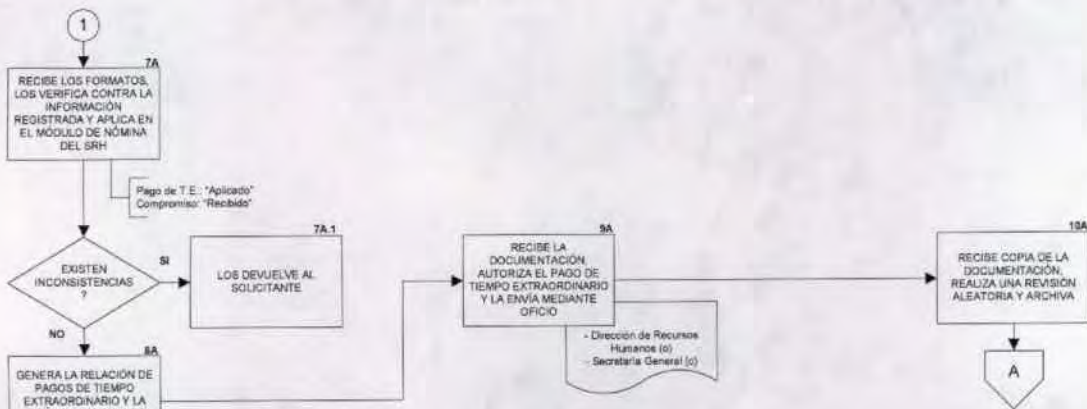 1
7A
RECIBE LOS FORMATOS,
LOS VERIFICA CONTRA LA
INFORMACIÓN
REGISTRADA Y APLICA EN
EL MÓDULO DE NÓMINA
DEL SRH
Pago de T.E.: "Aplicado"
Compromiso: "Recibido"
EXISTEN
INCONSISTENCIAS
?
SI
NO
7A.1
LOS DEVUELVE AL
SOLICITANTE
8A
GENERA LA RELACIÓN DE
PAGOS DE TIEMPO
EXTRAORDINARIO Y LA
9A
RECIBE LA
DOCUMENTACIÓN,
AUTORIZA EL PAGO DE
TIEMPO EXTRAORDINARIO
Y LA ENVÍA MEDIANTE
OFICIO
- Dirección de Recursos
Humanos (o)
- Secretaría General (c)
10A
RECIBE COPIA DE LA
DOCUMENTACIÓN,
REALIZA UNA REVISIÓN
ALEATORIA Y ARCHIVA
A